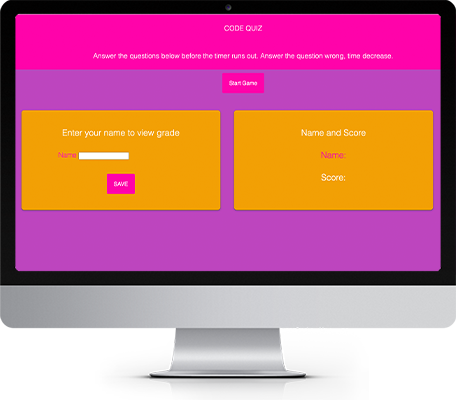 CODE QUIZ
Answer the questions below before the timer runs out. Answer the question wrong, time decrease.
Start Game
Enter your name to view grade
Name:
SAVE
Name and Score
Name:
Score: